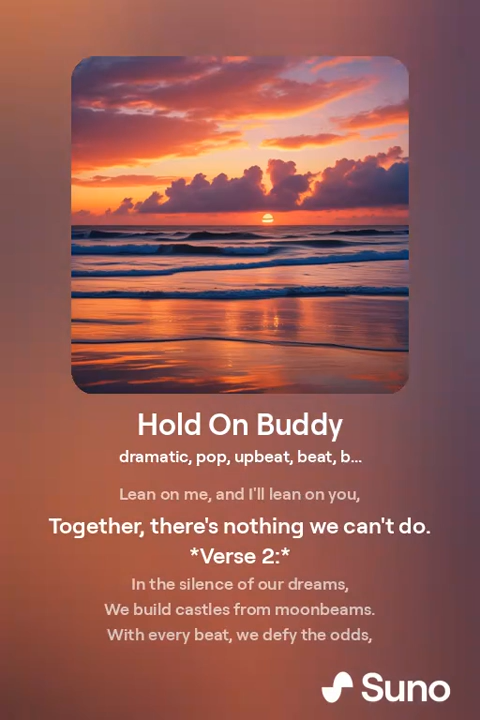 Hold On Buddy
dramatic, pop, upbeat, beat, b...
Lean on me, and I'll lean on you,
Together, there's nothing we can't do.
*Verse 2:*
In the silence of our dreams,
We build castles from moonbeams.
With every beat, we defy the odds,
Suno